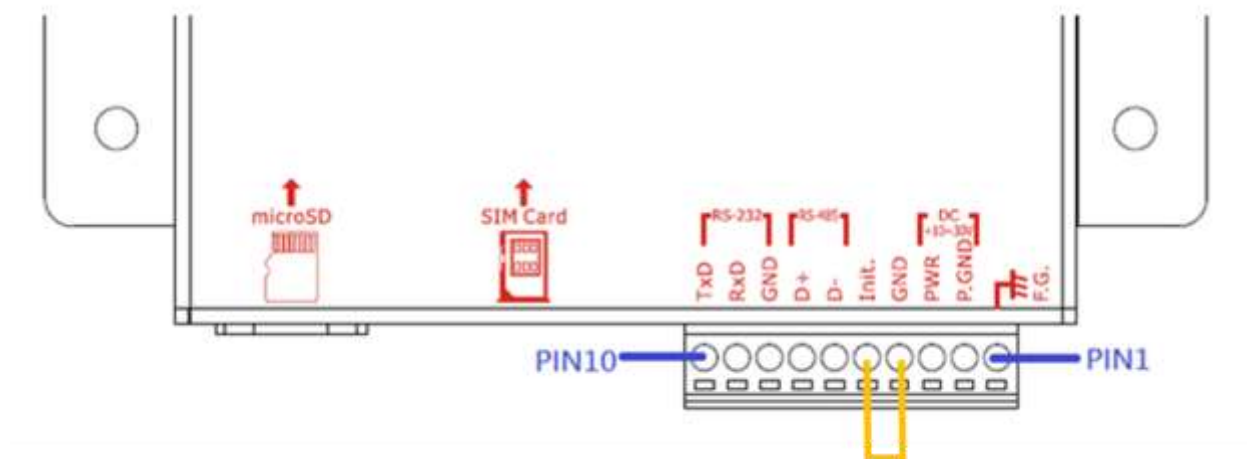 microSD
SIM Card
RS-232
RS-485
DC
+10~30V
TxD
RxD
GND
D+
D-
Init.
GND
PWR
P.GND
F.G.
PIN10
PIN1